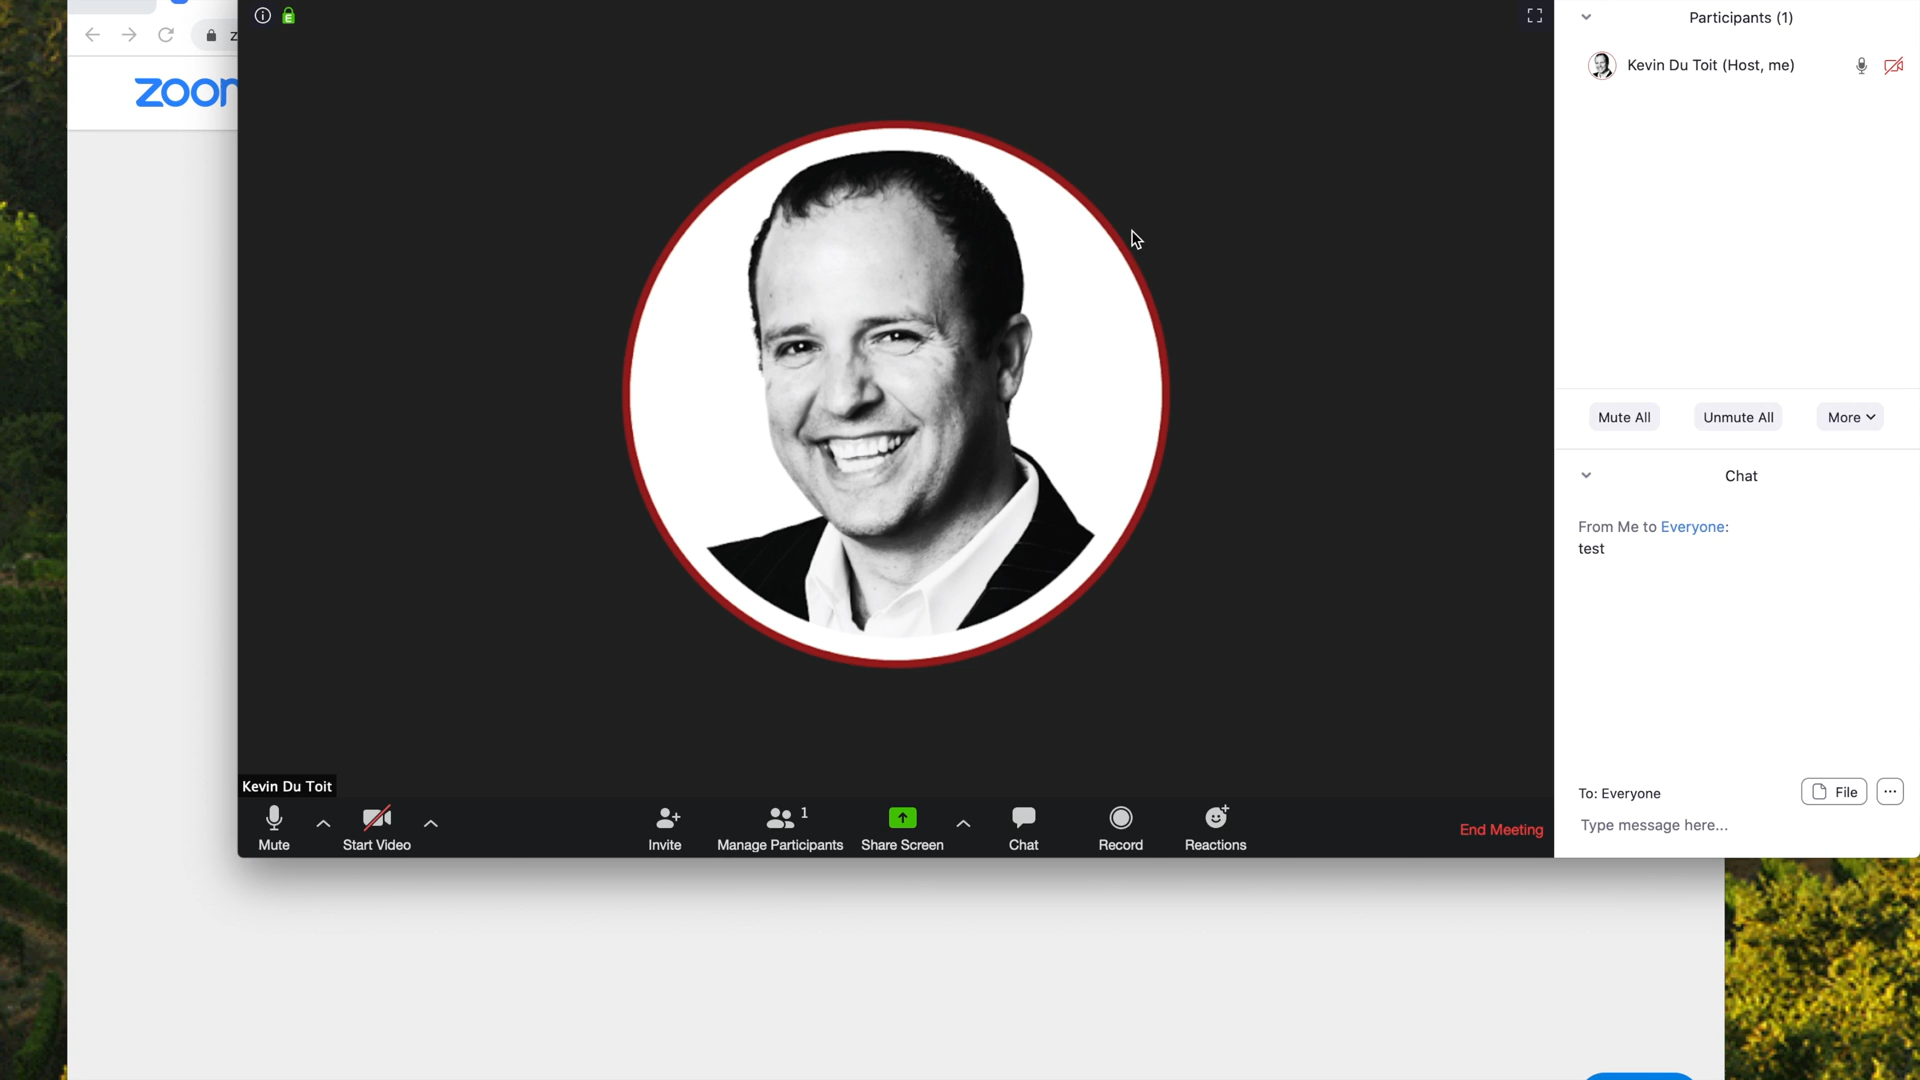 z
zoom
Participants (1)
Kevin Du Toit (Host, me)
Mute All
Unmute All
More
Chat
From Me to Everyone:
test
To: Everyone
File
Type message here...
Kevin Du Toit
Mute
Start Video
Invite
1
Manage Participants
Share Screen
Chat
Record
Reactions
End Meeting